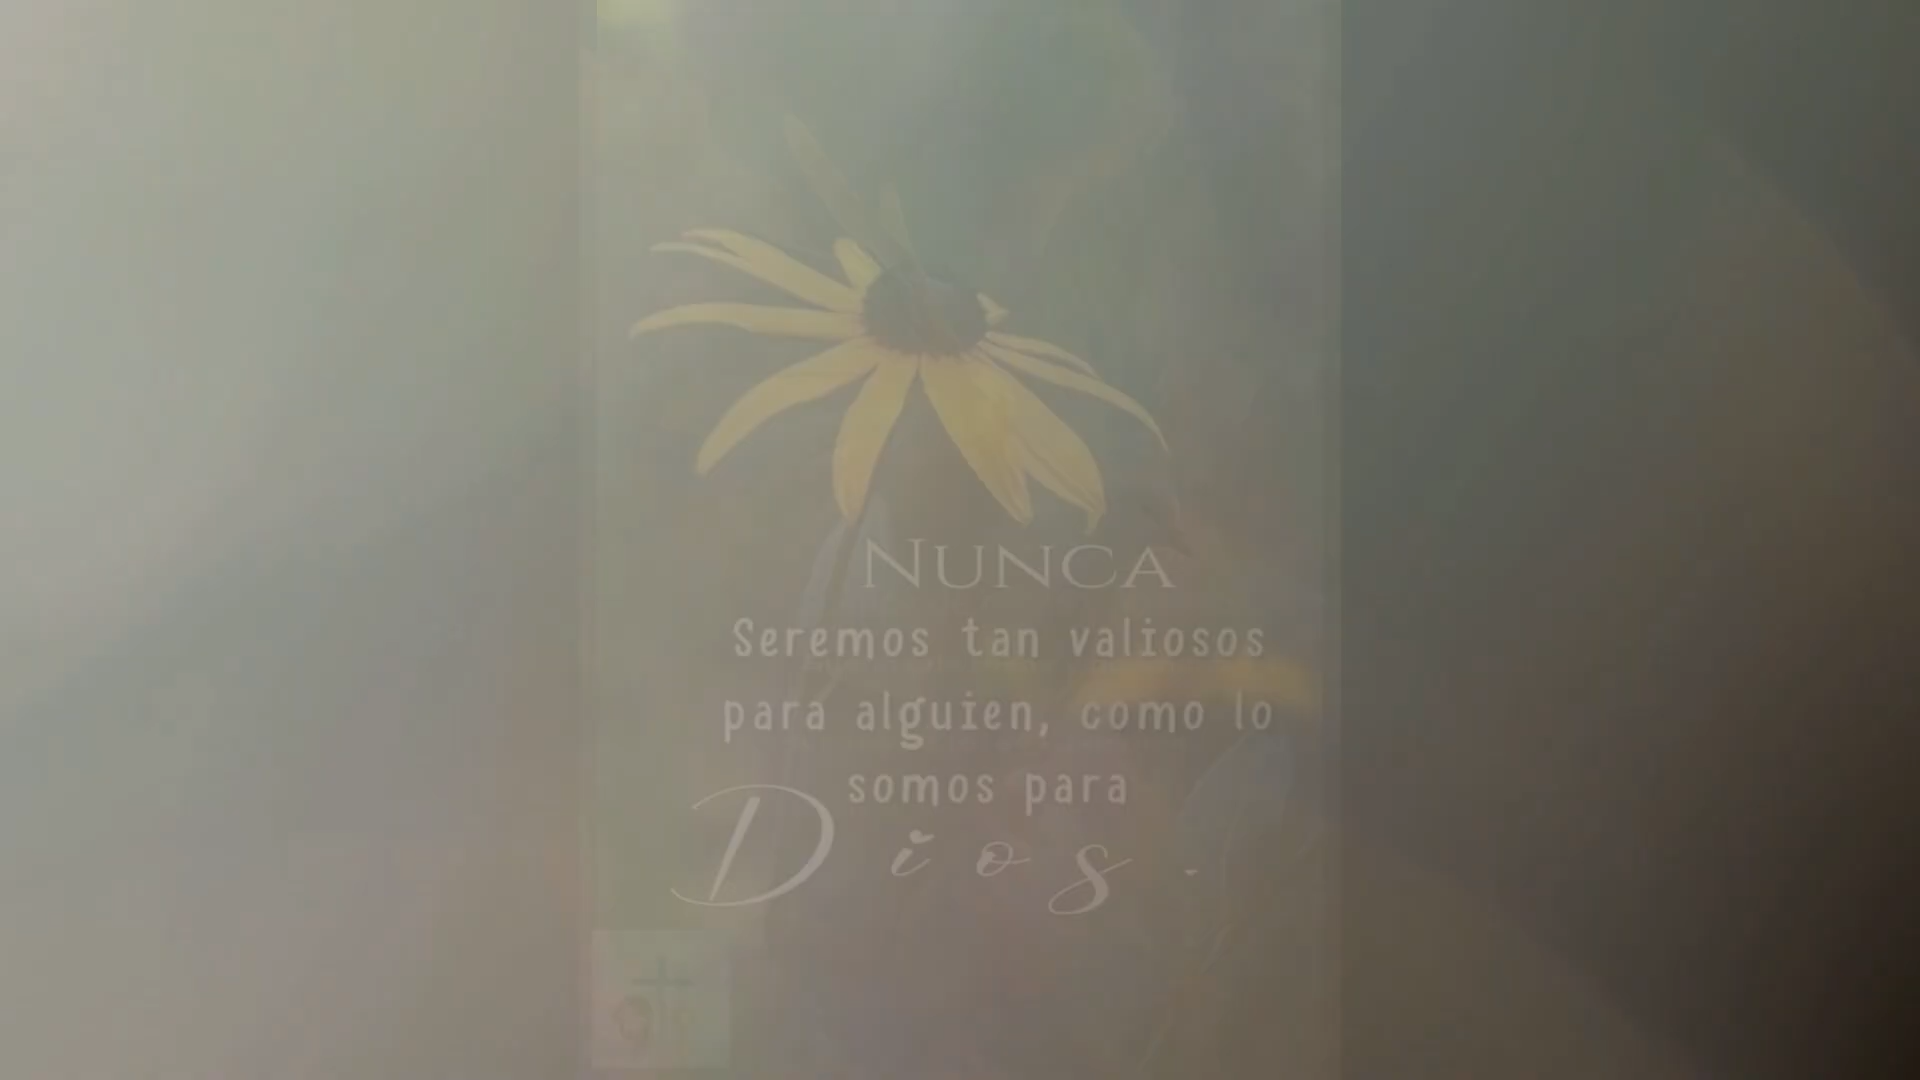 NUNCA
Seremos tan valiosos
para alguien, como lo
somos para
Dios.